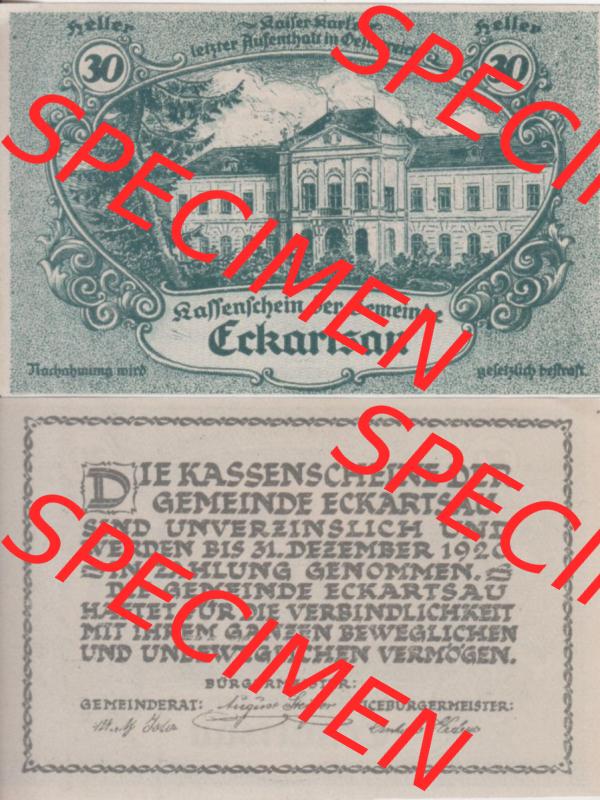 Heller
Kaiser Karls
Heller
letzter Aufenthalt in Oesterreich
30
30
SPECIMEN
SPECIMEN
Kassenschein der Gemeinde
Eckartsau
Nachahmung wird
gesetzlich bestraft.
DIE KASSENSCHEINE DER
GEMEINDE ECKARTSAU
SIND UNVERZINSLICH UND
WERDEN BIS 31. DEZEMBER 1920
IN ZAHLUNG GENOMMEN.
DIE GEMEINDE ECKARTSAU
HAFTET FÜR DIE VERBINDLICHKEIT
MIT IHREM GANZEN BEWEGLICHEN
UND UNBEWEGLICHEN VERMÖGEN.
SPECIMEN
SPECIMEN
BÜRGERMEISTER:
GEMEINDERAT:
VICEBÜRGERMEISTER: